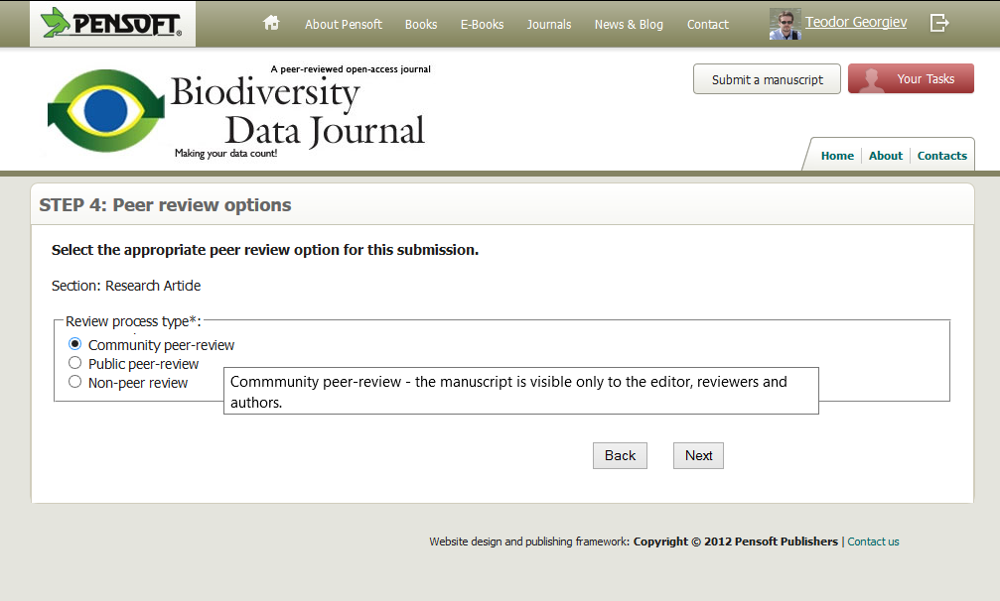 PENSOFT®
About Pensoft Books E-Books Journals News & Blog Contact Teodor Georgiev
A peer-reviewed open-access journal
Biodiversity
Data Journal
Making your data count!
Submit a manuscript Your Tasks
Home About Contacts
STEP 4: Peer review options
Select the appropriate peer review option for this submission.
Section: Research Article
Review process type*:
Community peer-review
Public peer-review
Non-peer review
Commmunity peer-review - the manuscript is visible only to the editor, reviewers and
authors.
Back Next
Website design and publishing framework: Copyright © 2012 Pensoft Publishers | Contact us